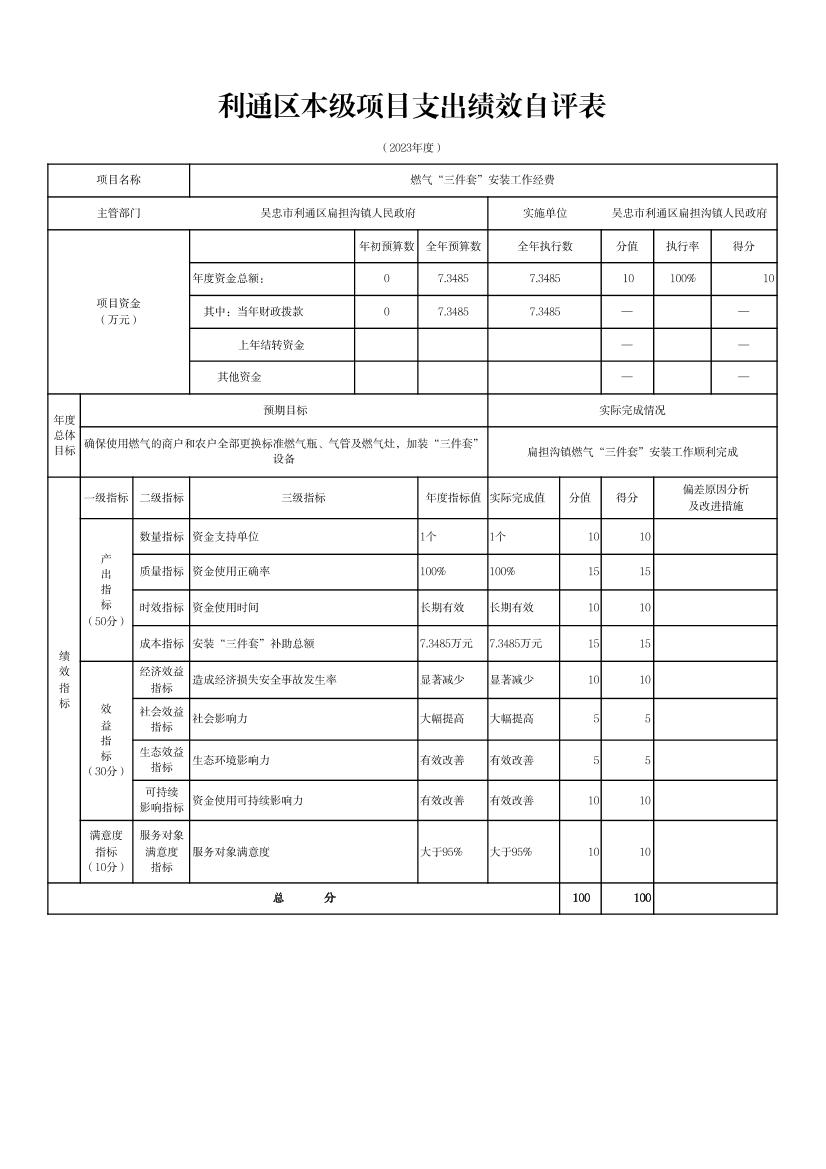 利通区本级项目支出绩效自评表
（2023年度）
项目名称 燃气“三件套”安装工作经费
主管部门 吴忠市利通区扁担沟镇人民政府 实施单位 吴忠市利通区扁担沟镇人民政府
项目资金
（万元）
年初预算数 全年预算数 全年执行数 分值 执行率 得分
年度资金总额： 0 7.3485 7.3485 10 100% 10
其中：当年财政拨款 0 7.3485 7.3485 — —
上年结转资金 — —
其他资金 — —
年度
总体
目标
预期目标 实际完成情况
确保使用燃气的商户和农户全部更换标准燃气瓶、气管及燃气灶，加装“三件套”
设备
扁担沟镇燃气“三件套”安装工作顺利完成
绩
效
指
标
一级指标 二级指标 三级指标 年度指标值 实际完成值 分值 得分 偏差原因分析
及改进措施
产
出
指
标
（50分）
数量指标 资金支持单位 1个 1个 10 10
质量指标 资金使用正确率 100% 100% 15 15
时效指标 资金使用时间 长期有效 长期有效 10 10
成本指标 安装“三件套”补助总额 7.3485万元 7.3485万元 15 15
效
益
指
标
（30分）
经济效益
指标
造成经济损失安全事故发生率 显著减少 显著减少 10 10
社会效益
指标
社会影响力 大幅提高 大幅提高 5 5
生态效益
指标
生态环境影响力 有效改善 有效改善 5 5
可持续
影响指标
资金使用可持续影响力 有效改善 有效改善 10 10
满意度
指标
（10分）
服务对象
满意度
指标
服务对象满意度 大于95% 大于95% 10 10
总 分 100 100